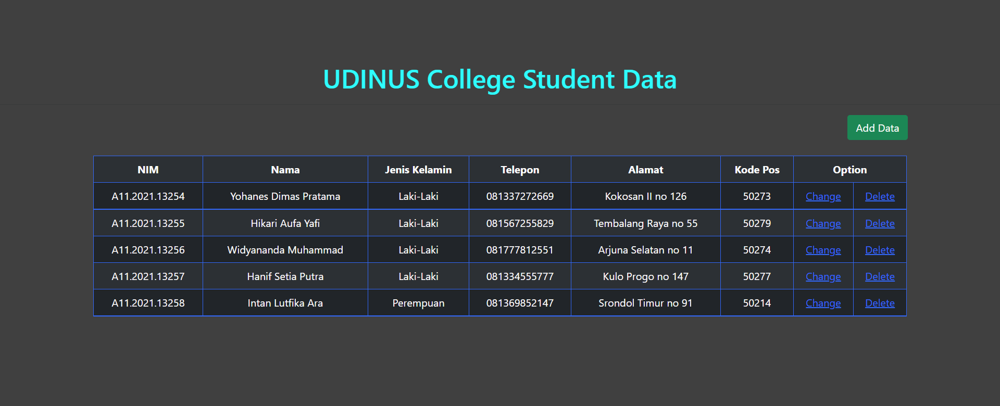 UDINUS College Student Data
Add Data
NIM Nama Jenis Kelamin Telepon Alamat Kode Pos Option
A11.2021.13254 Yohanes Dimas Pratama Laki-Laki 081337272669 Kokosan II no 126 50273 Change Delete
A11.2021.13255 Hikari Aufa Yafi Laki-Laki 081567255829 Tembalang Raya no 55 50279 Change Delete
A11.2021.13256 Widyananda Muhammad Laki-Laki 081777812551 Arjuna Selatan no 11 50274 Change Delete
A11.2021.13257 Hanif Setia Putra Laki-Laki 081334555777 Kulo Progo no 147 50277 Change Delete
A11.2021.13258 Intan Lutfika Ara Perempuan 081369852147 Srondol Timur no 91 50214 Change Delete